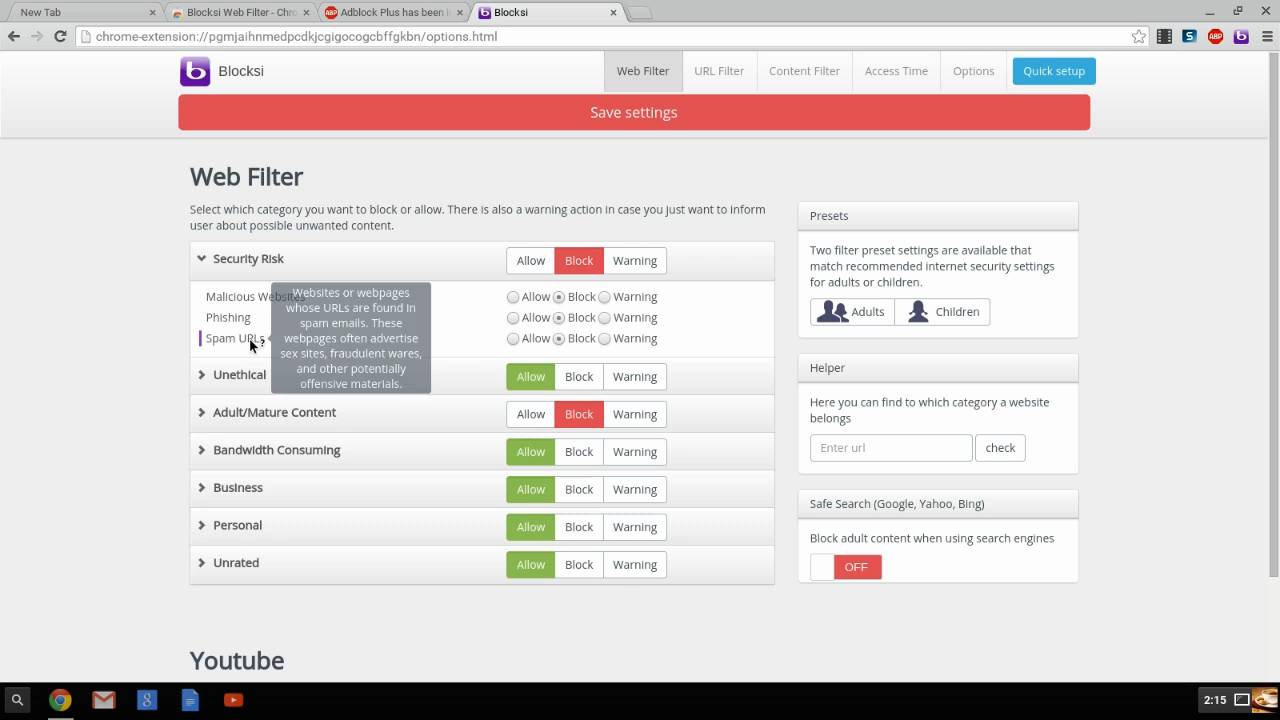 New Tab
Blocksi Web Filter - Chro
Adblock Plus has been i
Blocksi
chrome-extension://pgmjaihnmedpcdkjcgigocogcbffgkbn/options.html
ABP
Blocksi
Web Filter
URL Filter
Content Filter
Access Time
Options
Quick setup
Save settings
Web Filter
Select which category you want to block or allow. There is also a warning action in case you just want to inform
user about possible unwanted content.
Security Risk
Allow Block Warning
Malicious Websites
Allow Block Warning
Phishing
Allow Block Warning
Spam URLs
Allow Block Warning
Websites or webpages
whose URLs are found in
spam emails. These
webpages often advertise
sex sites, fraudulent wares,
and other potentially
offensive materials.
Unethical
Allow Block Warning
Adult/Mature Content
Allow Block Warning
Bandwidth Consuming
Allow Block Warning
Business
Allow Block Warning
Personal
Allow Block Warning
Unrated
Allow Block Warning
Presets
Two filter preset settings are available that
match recommended internet security settings
for adults or children.
Adults
Children
Helper
Here you can find to which category a website
belongs
Enter url
check
Safe Search (Google, Yahoo, Bing)
Block adult content when using search engines
OFF
Youtube
2:15